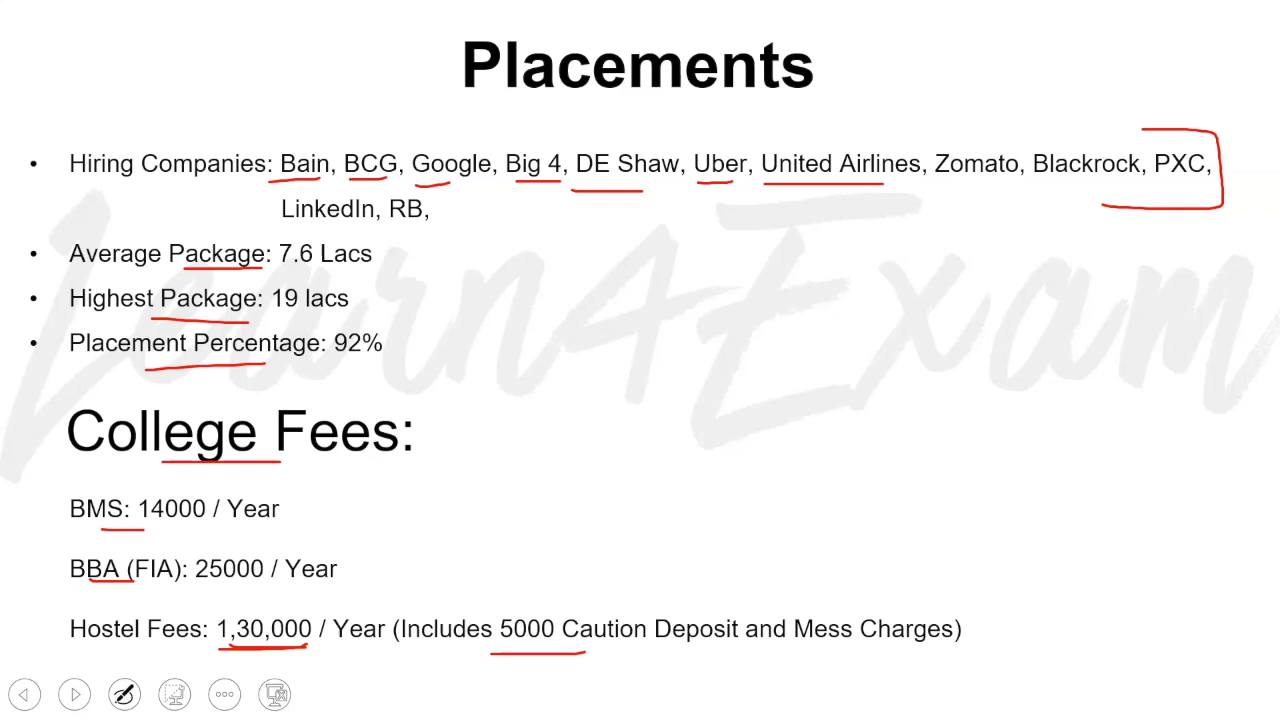 Placements
• Hiring Companies: Bain, BCG, Google, Big 4, DE Shaw, Uber, United Airlines, Zomato, Blackrock, PXC,
LinkedIn, RB,
• Average Package: 7.6 Lacs
• Highest Package: 19 lacs
• Placement Percentage: 92%
Learn4Exam
College Fees:
BMS: 14000 / Year
BBA (FIA): 25000 / Year
Hostel Fees: 1,30,000 / Year (Includes 5000 Caution Deposit and Mess Charges)